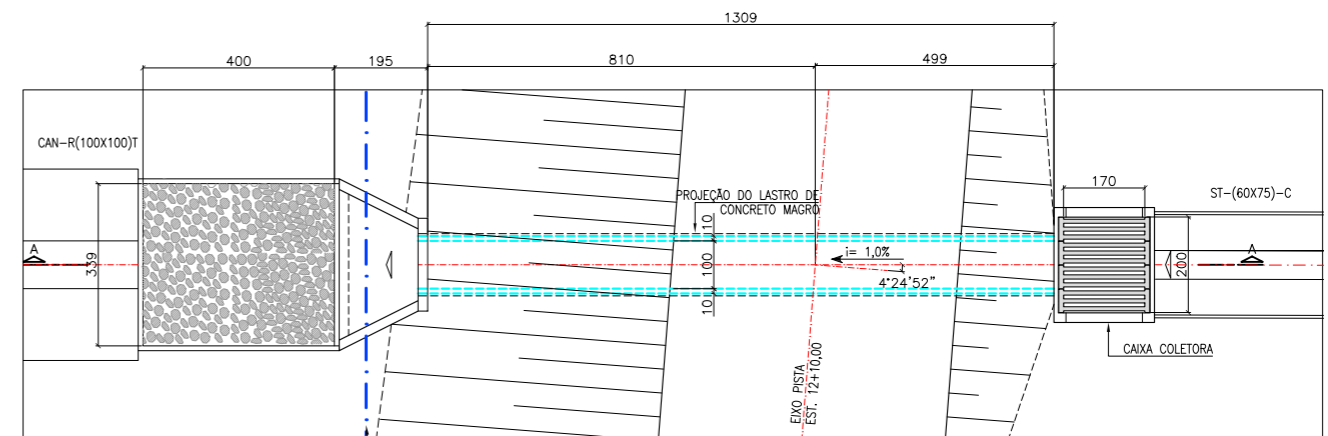 1309
400
195
810
499
CAN-R(100X100)T
170
ST-(60X75)-C
PROJEÇÃO DO LASTRO DE
CONCRETO MAGRO
10
A
339
100
i= 1,0%
4°24'52"
200
A
10
CAIXA COLETORA
EIXO PISTA
EST. 12+10,00